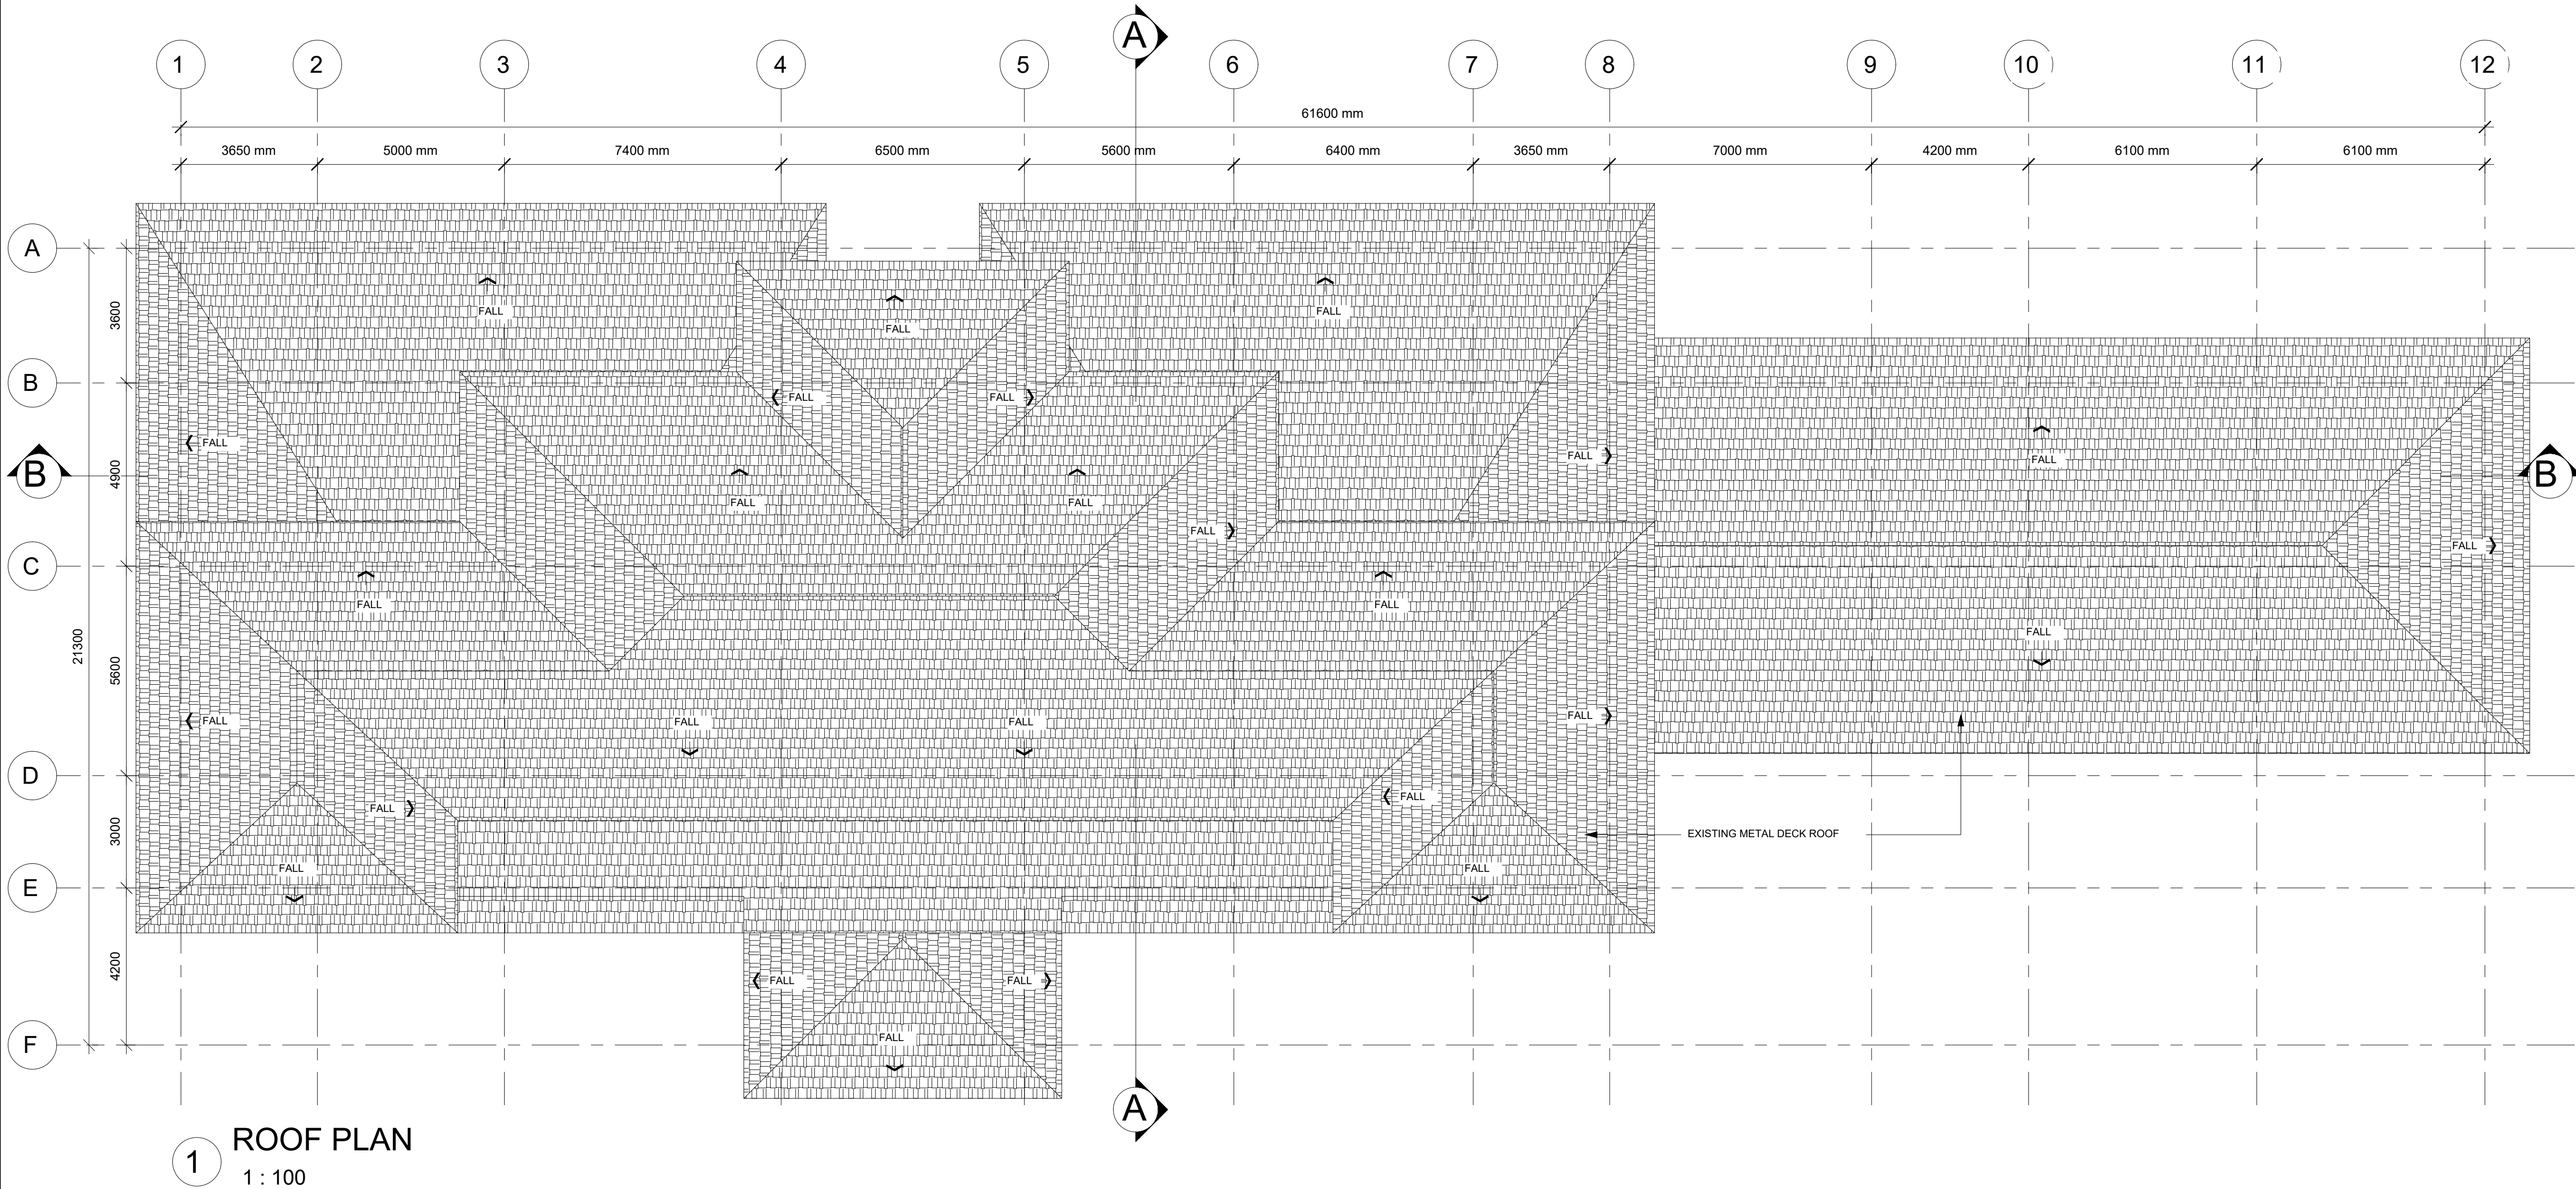 A
1 2 3 4 5 6 7 8 9 10 11 12
61600 mm
3650 mm 5000 mm 7400 mm 6500 mm 5600 mm 6400 mm 3650 mm 7000 mm 4200 mm 6100 mm 6100 mm
A
FALL FALL
3600
FALL
B
FALL FALL
FALL FALL
FALL
B 4900 B
FALL FALL
FALL
FALL
C
FALL FALL
FALL
21300
5600
FALL FALL FALL FALL FALL
D
FALL FALL
3000
EXISTING METAL DECK ROOF
FALL FALL
E
4200
FALL FALL
FALL
F
A
1 ROOF PLAN
1 : 100